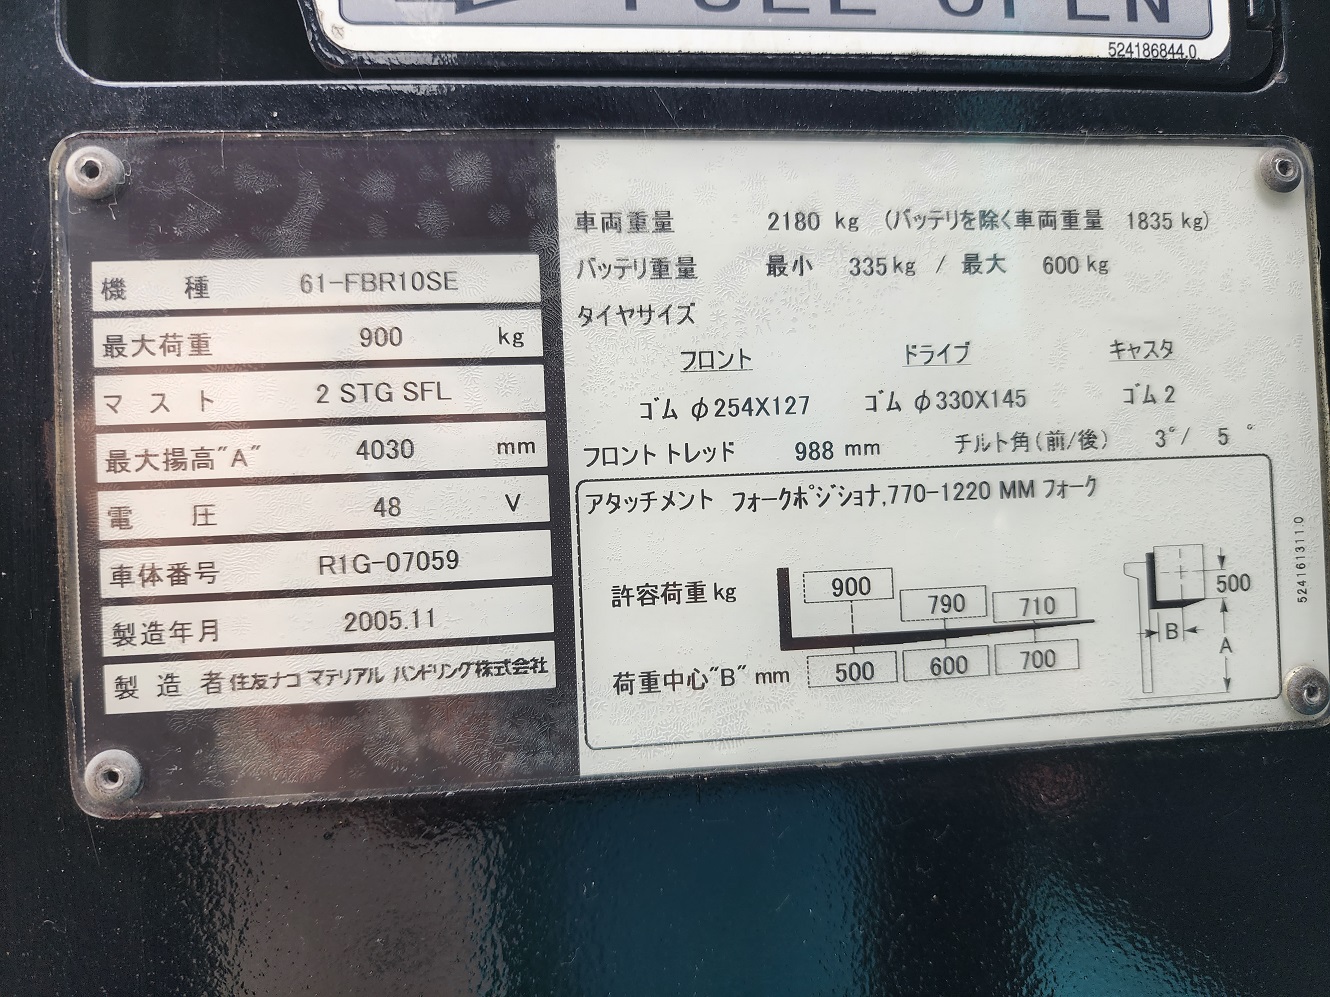 PULL OPEN
524186844.0
機 種 61-FBR10SE
最大荷重 900 kg
マスト 2 STG SFL
最大揚高"A" 4030 mm
電 圧 48 V
車体番号 R1G-07059
製造年月 2005.11
製造者 住友ナコ マテリアル ハンドリング株式会社
車両重量 2180 kg (バッテリを除く車両重量 1835 kg)
バッテリ重量 最小 335kg / 最大 600 kg
タイヤサイズ
フロント ドライブ キャスタ
ゴム φ254X127 ゴム φ330X145 ゴム 2
フロント トレッド 988 mm チルト角(前/後) 3°/ 5 °
アタッチメント フォークポジショナ,770-1220 MM フォーク
許容荷重 kg 900 790 710
荷重中心"B" mm 500 600 700
500
B
A
524161311.0